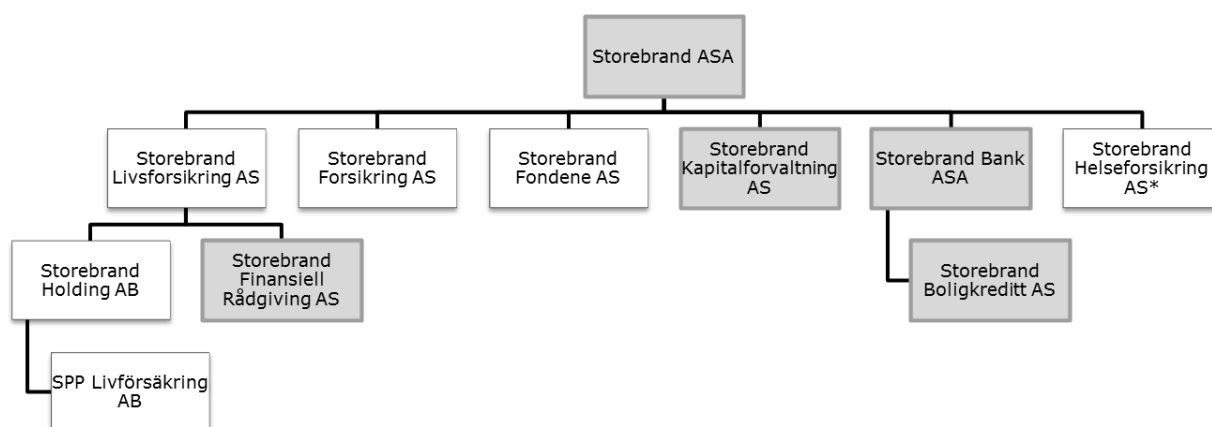 Storebrand ASA
Storebrand
Livsforsikring AS
Storebrand
Forsikring AS
Storebrand
Fondene AS
Storebrand
Kapitalforvaltning
AS
Storebrand Bank
ASA
Storebrand
Helseforsikring
AS*
Storebrand
Holding AB
Storebrand
Finansiell
Rådgiving AS
Storebrand
Boligkreditt AS
SPP Livförsäkring
AB